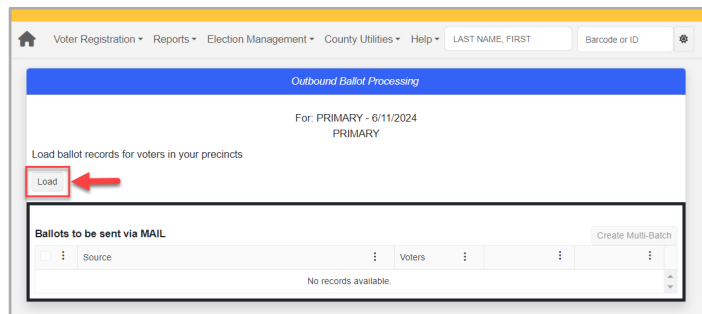 Voter Registration Reports Election Management County Utilities Help LAST NAME, FIRST Barcode or ID
Outbound Ballot Processing
For: PRIMARY - 6/11/2024
PRIMARY
Load ballot records for voters in your precincts
Load
Ballots to be sent via MAIL Create Multi-Batch
Source Voters
No records available.